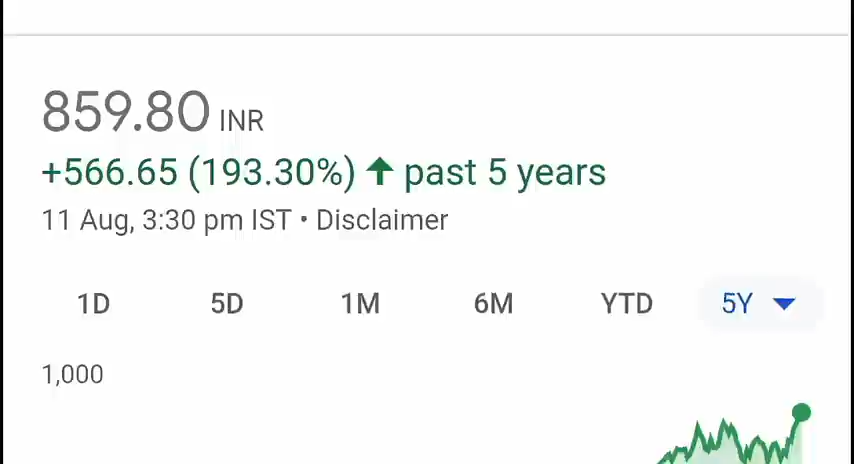 859.80 INR
+566.65 (193.30%) ↑ past 5 years
11 Aug, 3:30 pm IST • Disclaimer
1D 5D 1M 6M YTD 5Y
1,000